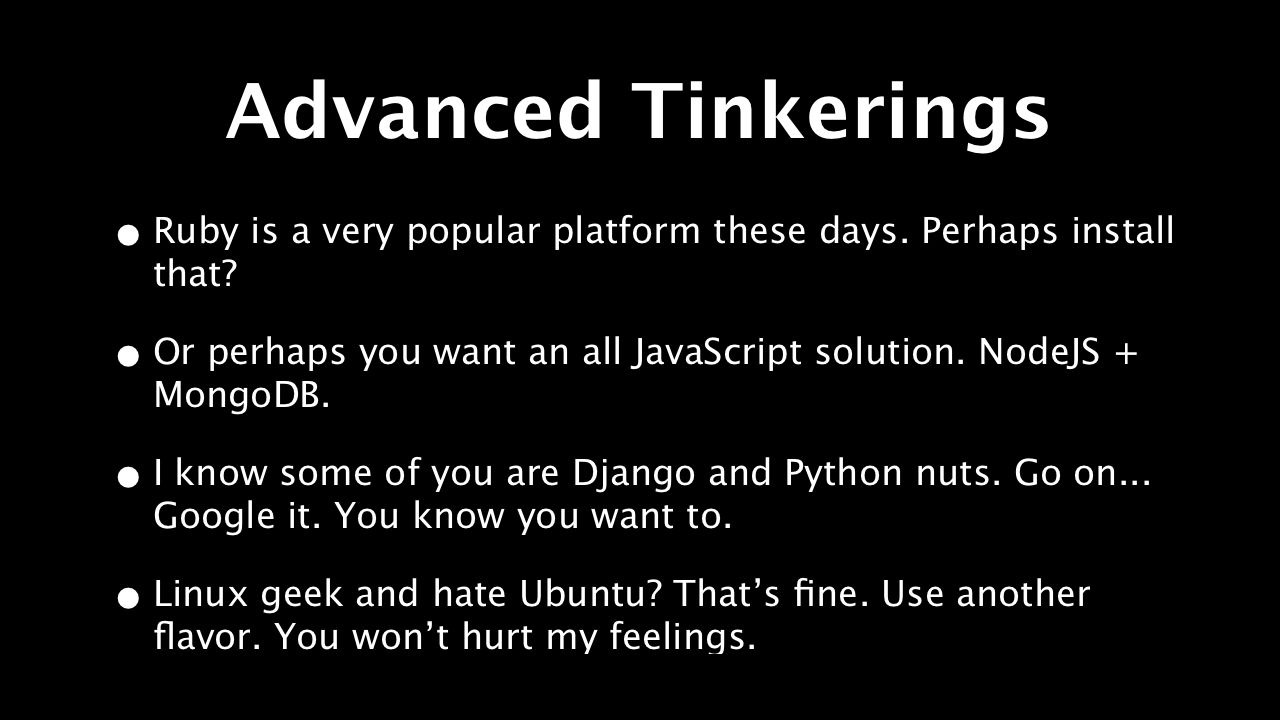 Advanced Tinkerings
• Ruby is a very popular platform these days. Perhaps install
that?
• Or perhaps you want an all JavaScript solution. NodeJS +
MongoDB.
• I know some of you are Django and Python nuts. Go on...
Google it. You know you want to.
• Linux geek and hate Ubuntu? That’s fine. Use another
flavor. You won’t hurt my feelings.